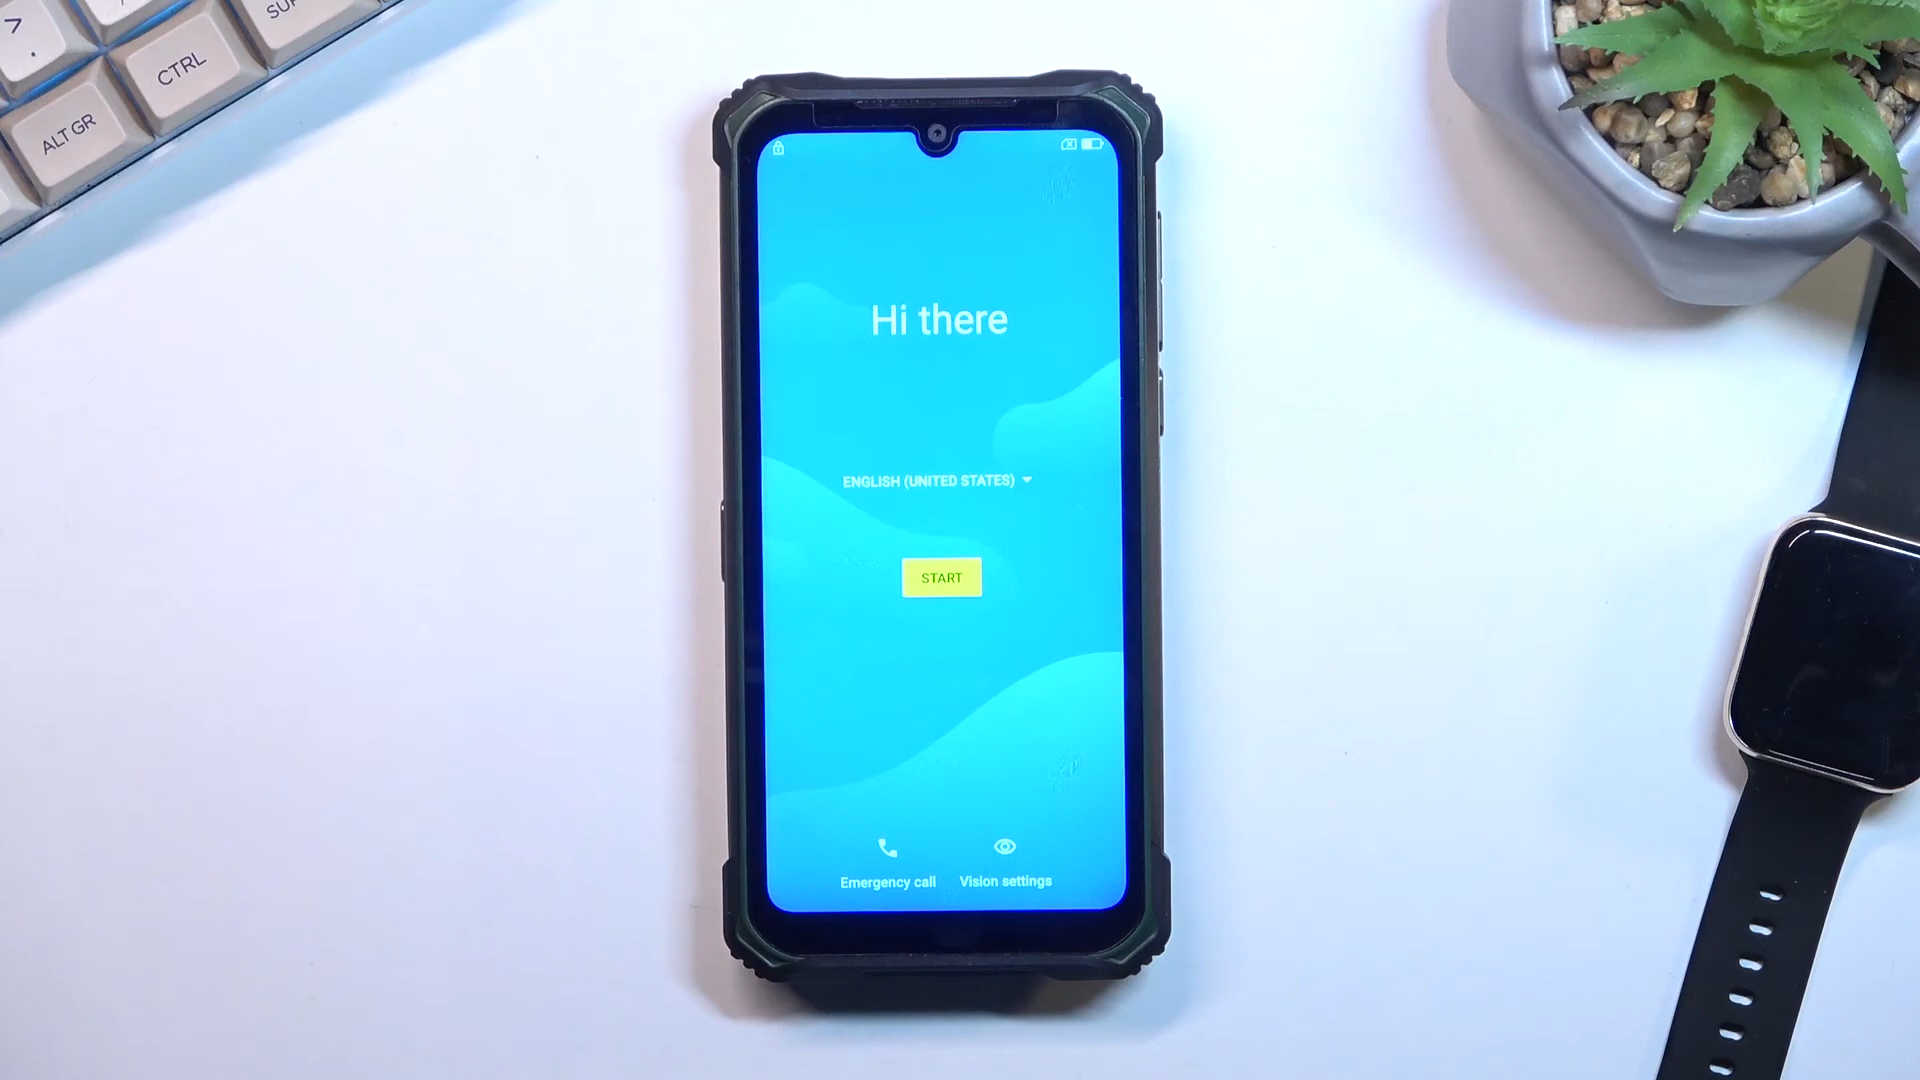 >
.
CTRL
ALT GR
Hi there
ENGLISH (UNITED STATES)
START
Emergency call
Vision settings